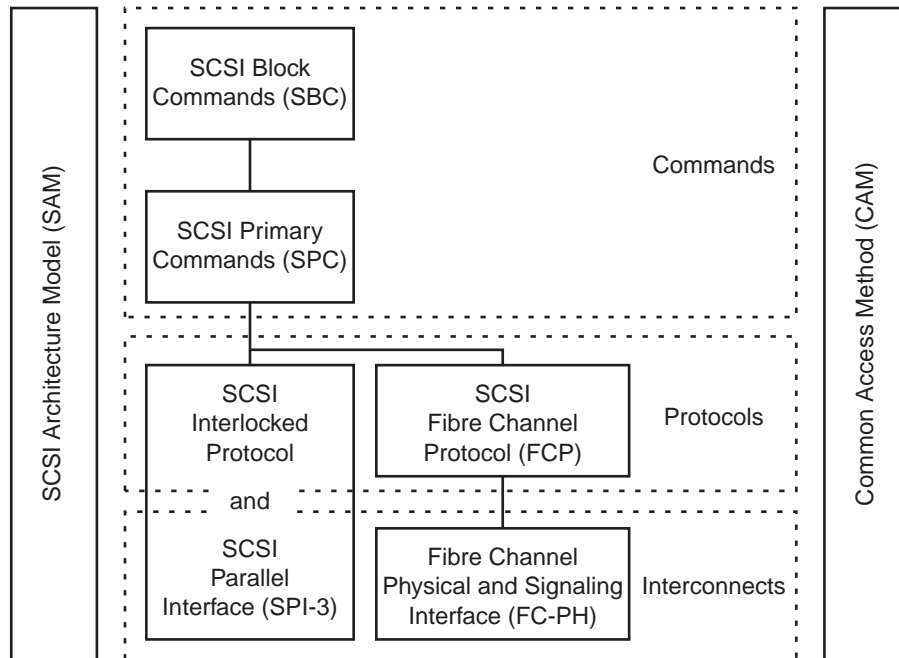 SCSI Architecture Model (SAM)
SCSI Block
Commands (SBC)
Commands
SCSI Primary
Commands (SPC)
SCSI
Interlocked
Protocol
SCSI
Fibre Channel
Protocol (FCP)
Protocols
and
SCSI
Parallel
Interface (SPI-3)
Fibre Channel
Physical and Signaling
Interface (FC-PH)
Interconnects
Common Access Method (CAM)